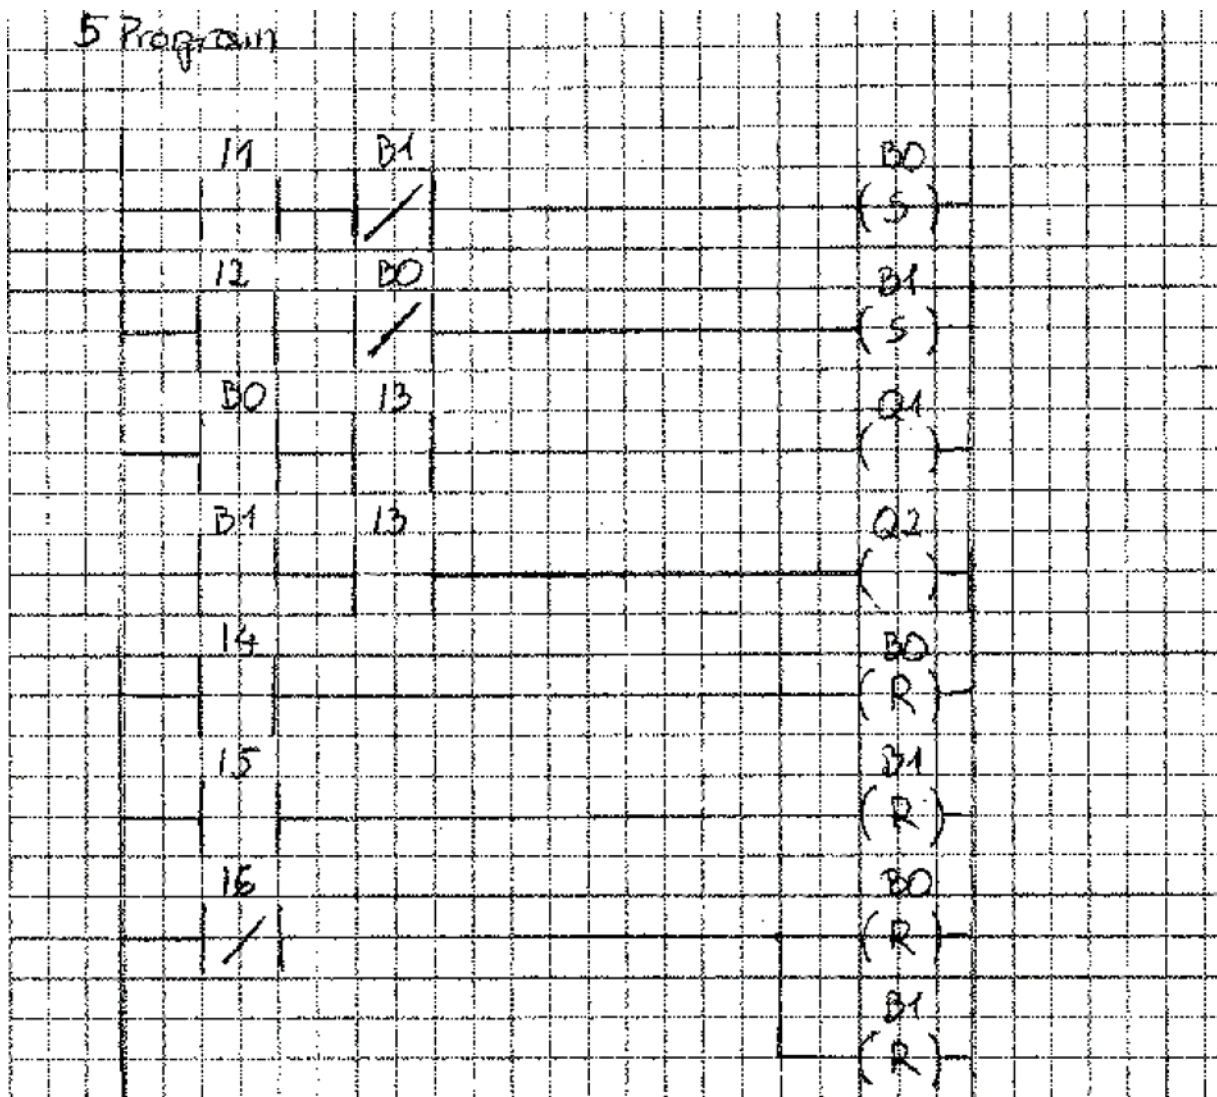 5 Program
I1 B1 B0
(S)
I2 B0 B1
(S)
B0 I3 Q1
( )
B1 I3 Q2
( )
I4 B0
(R)
I5 B1
(R)
I6 B0
(R)
B1
(R)